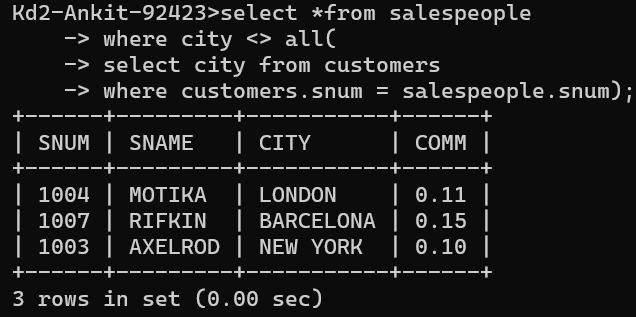 Kd2-Ankit-92423>select *from salespeople
    -> where city <> all(
    -> select city from customers
    -> where customers.snum = salespeople.snum);
+------+---------+-----------+------+
| SNUM | SNAME   | CITY      | COMM |
+------+---------+-----------+------+
| 1004 | MOTIKA  | LONDON    | 0.11 |
| 1007 | RIFKIN  | BARCELONA | 0.15 |
| 1003 | AXELROD | NEW YORK  | 0.10 |
+------+---------+-----------+------+
3 rows in set (0.00 sec)